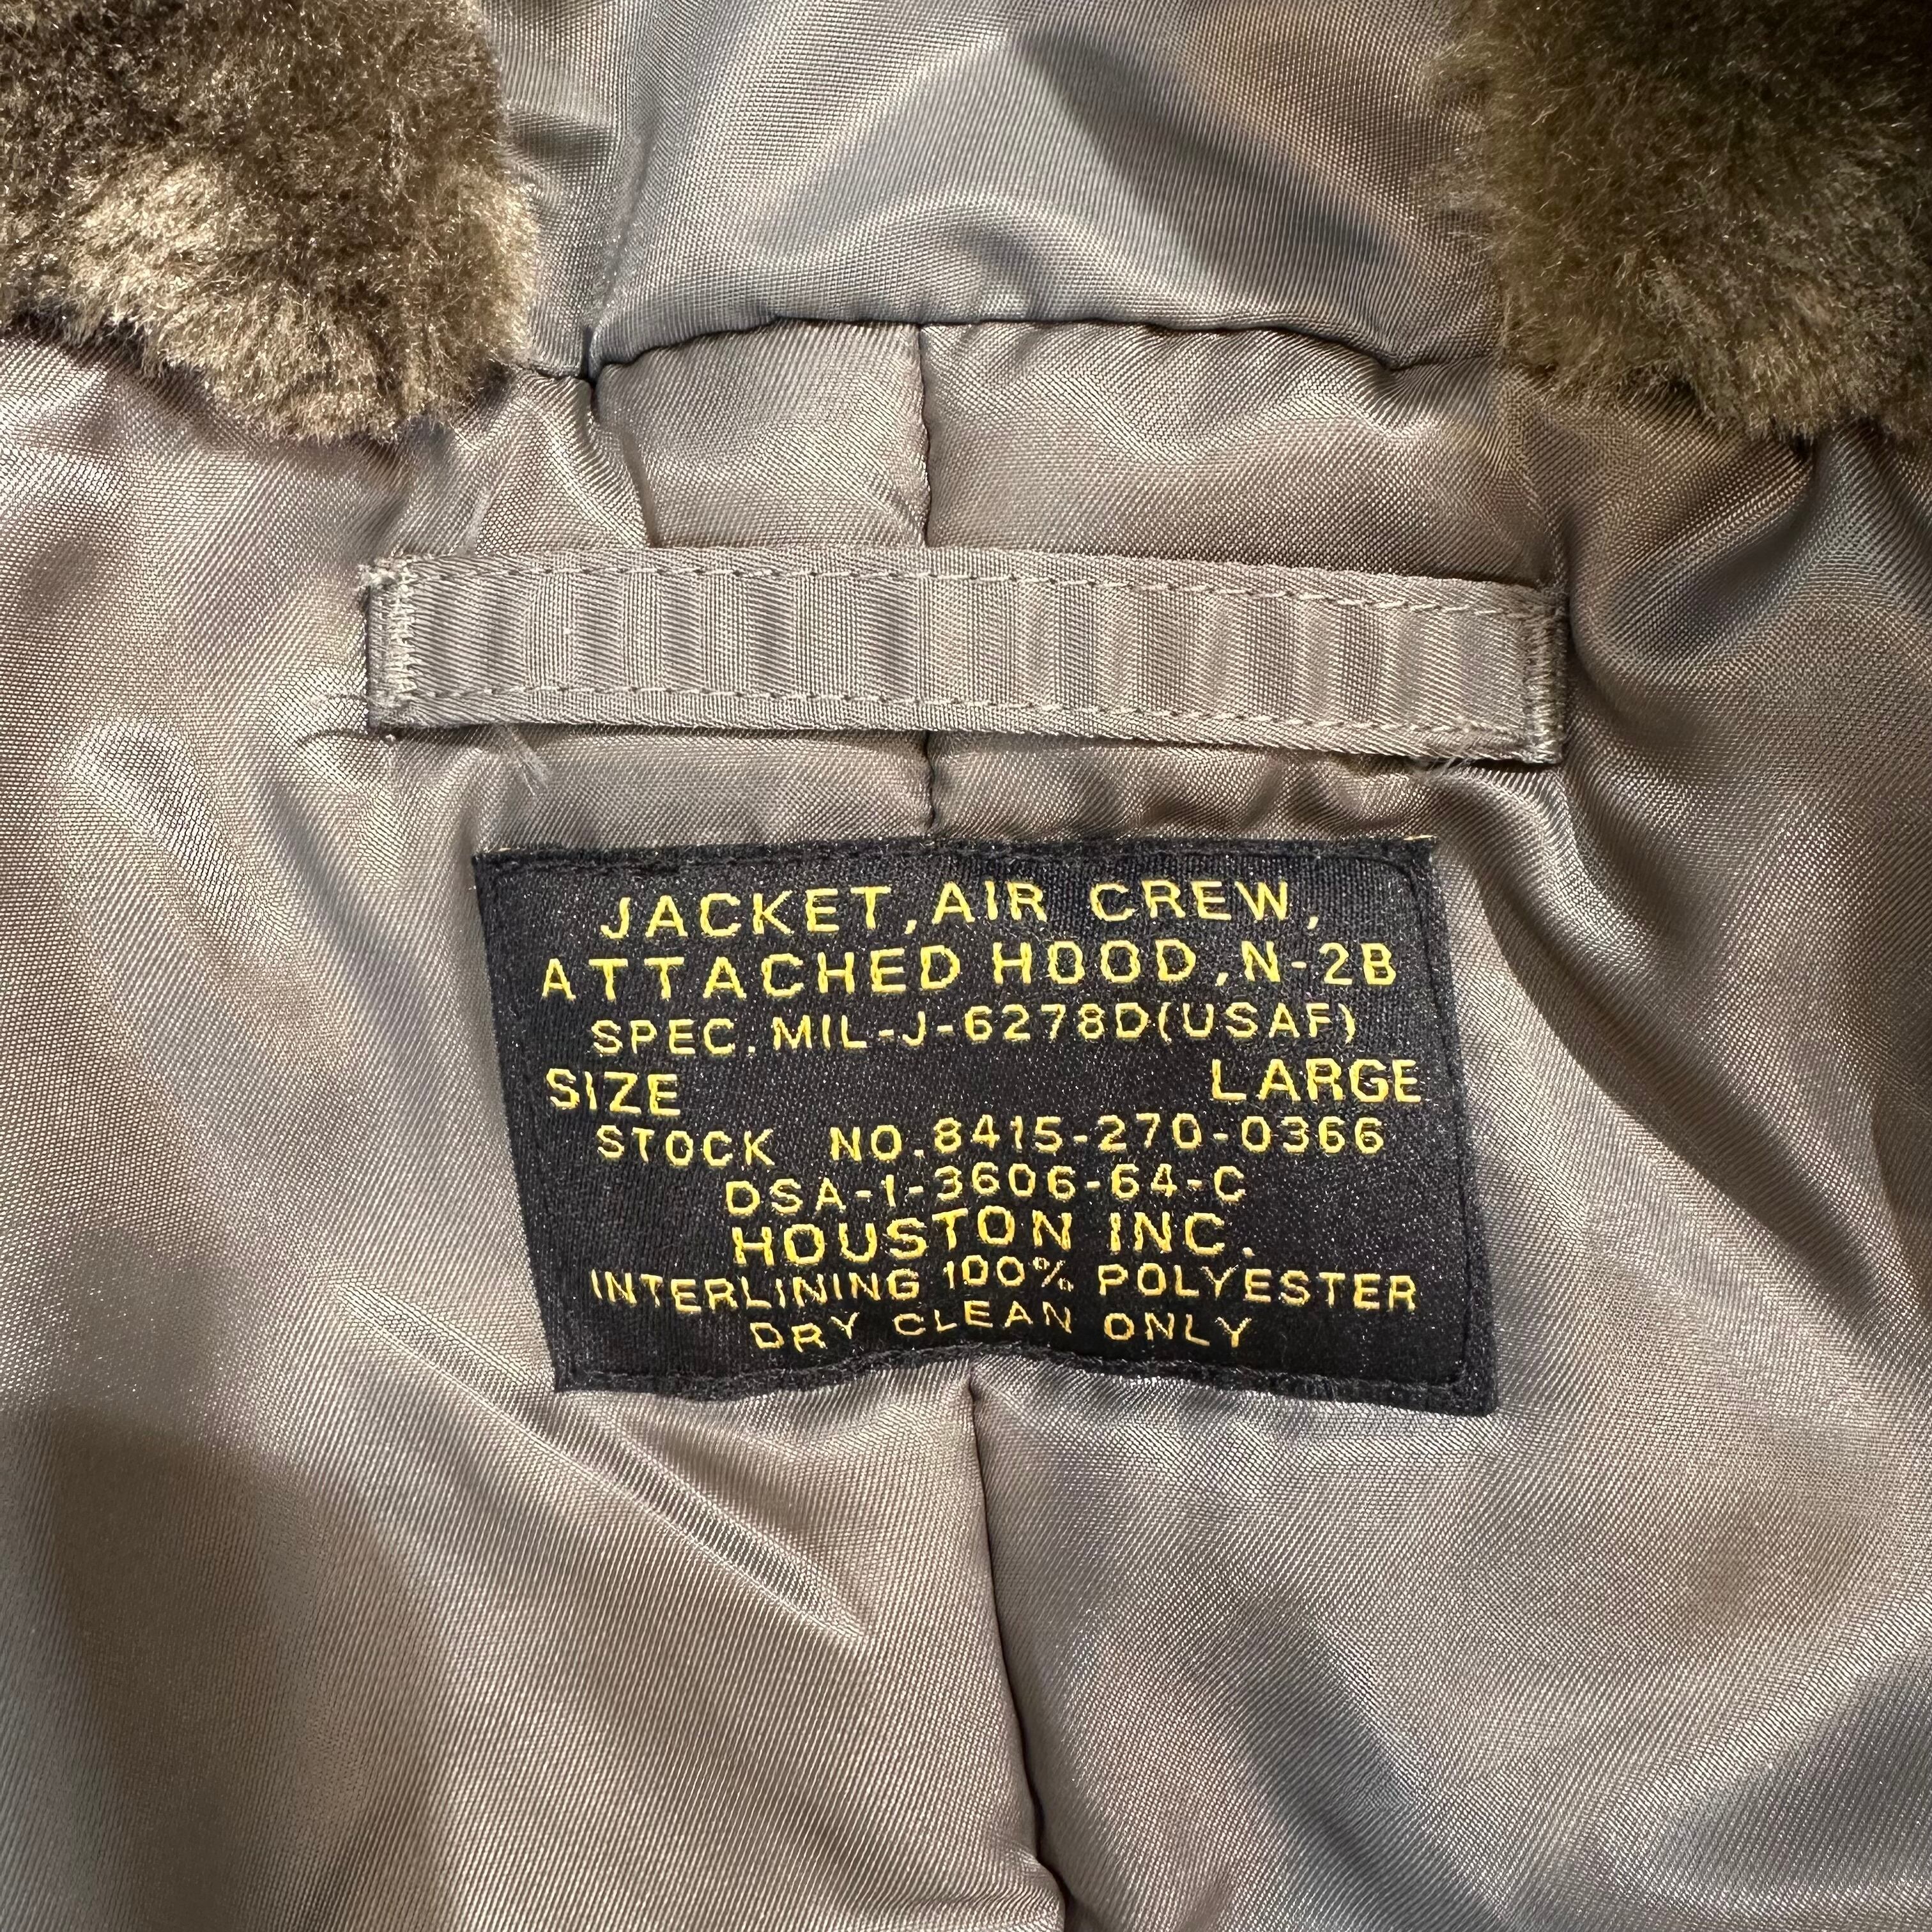 JACKET, AIR CREW,
ATTACHED HOOD, N-2B
SPEC. MIL-J-6278D(USAF)
SIZE LARGE
STOCK NO. 8415-270-0366
DSA-1-3606-64-C
HOUSTON INC.
INTERLINING 100% POLYESTER
DRY CLEAN ONLY